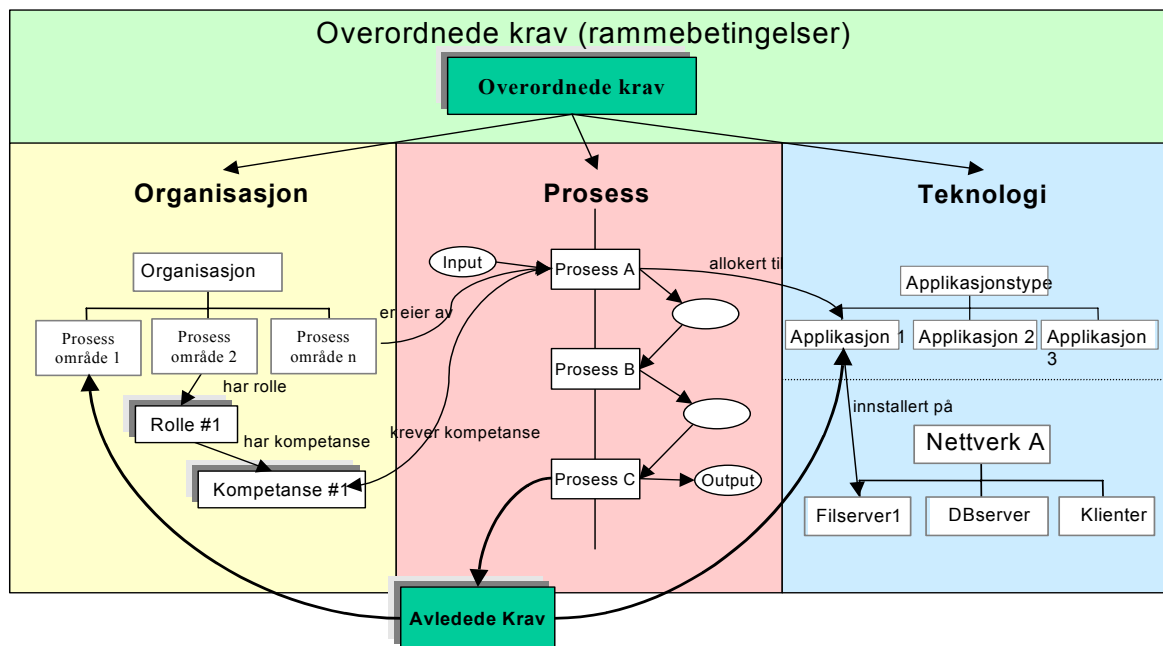 Overordnede krav (rammebetingelser)
Overordnede krav
Organisasjon
Prosess
Teknologi
Organisasjon
Prosess
område 1
Prosess
område 2
Prosess
område n
har rolle
Rolle #1
har kompetanse
Kompetanse #1
er eier av
krever kompetanse
Input
Prosess A
Prosess B
Prosess C
Output
allokert til
Applikasjonstype
Applikasjon 1
Applikasjon 2
Applikasjon
3
innstallert på
Nettverk A
Filserver1
DBserver
Klienter
Avledede Krav